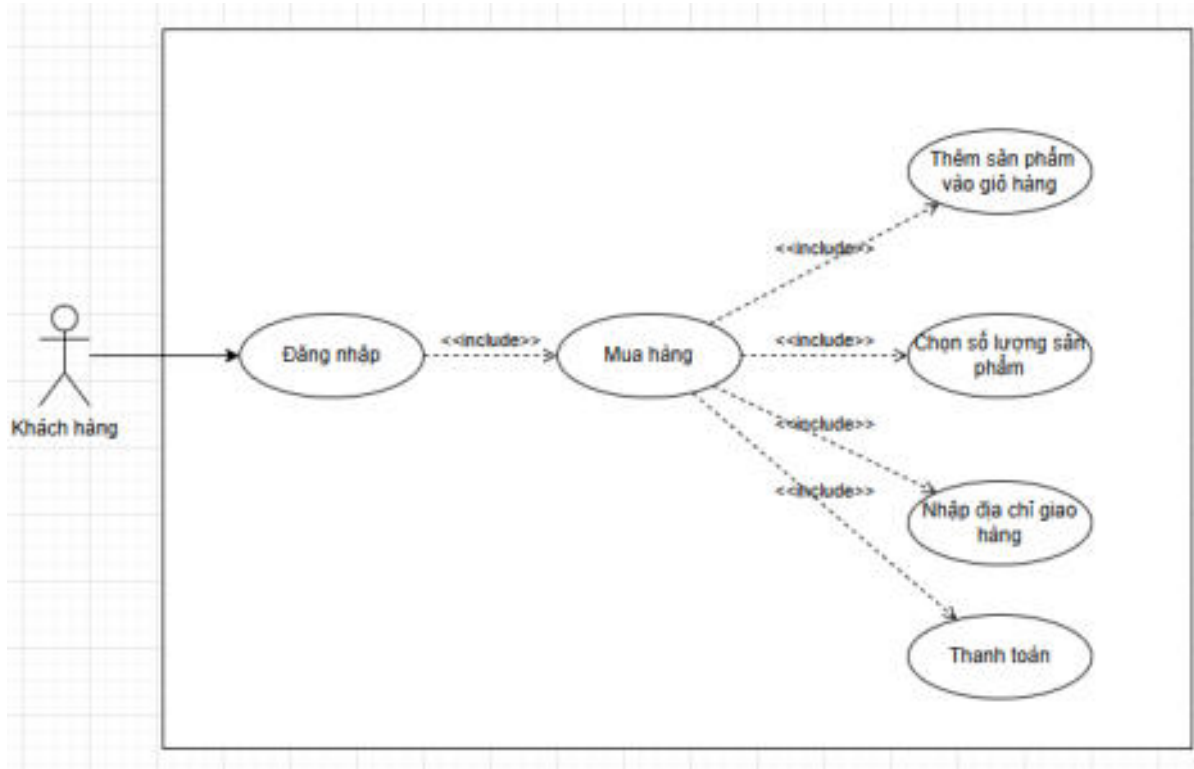 Thêm sản phẩm
vào giỏ hàng
<<include>>
Khách hàng
Đăng nhập
<<include>>
Mua hàng
<<include>>
Chọn số lượng sản
phẩm
<<include>>
<<include>>
Nhập địa chỉ giao
hàng
Thanh toán